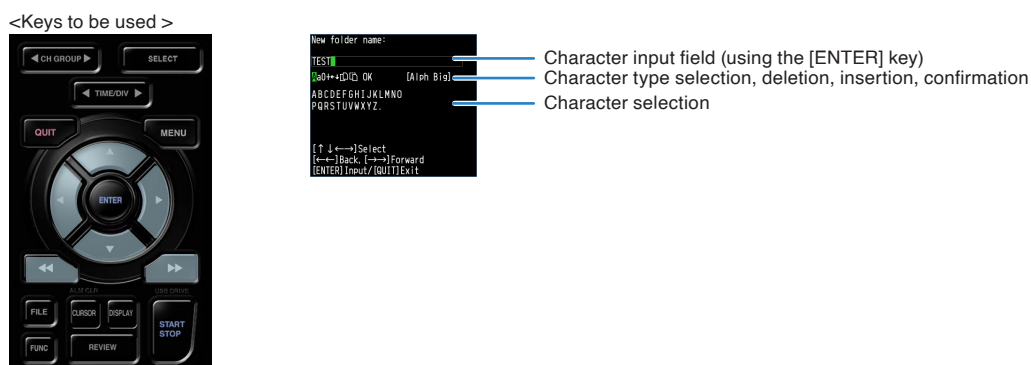 <Keys to be used >
◀ CH GROUP ▶
SELECT
◀ TIME/DIV ▶
QUIT
MENU
ENTER
ALM CLR
USB DRIVE
FILE
CURSOR
DISPLAY
START
STOP
FUNC
REVIEW
New folder name:
TEST
Aa0 OK [Alph Big]
ABCDEFGHIJKLMNO
PQRSTUVWXYZ.
[↑↓←→]Select
[←←]Back, [→→]Forward
[ENTER]Input/[QUIT]Exit
Character input field (using the [ENTER] key)
Character type selection, deletion, insertion, confirmation
Character selection